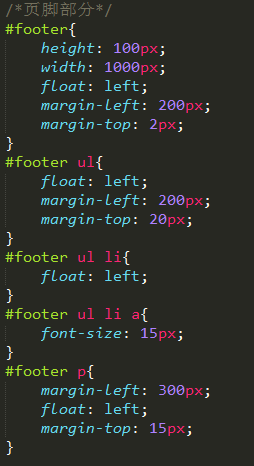 /*页脚部分*/
#footer{
    height: 100px;
    width: 1000px;
    float: left;
    margin-left: 200px;
    margin-top: 2px;
}
#footer ul{
    float: left;
    margin-left: 200px;
    margin-top: 20px;
}
#footer ul li{
    float: left;
}
#footer ul li a{
    font-size: 15px;
}
#footer p{
    margin-left: 300px;
    float: left;
    margin-top: 15px;
}